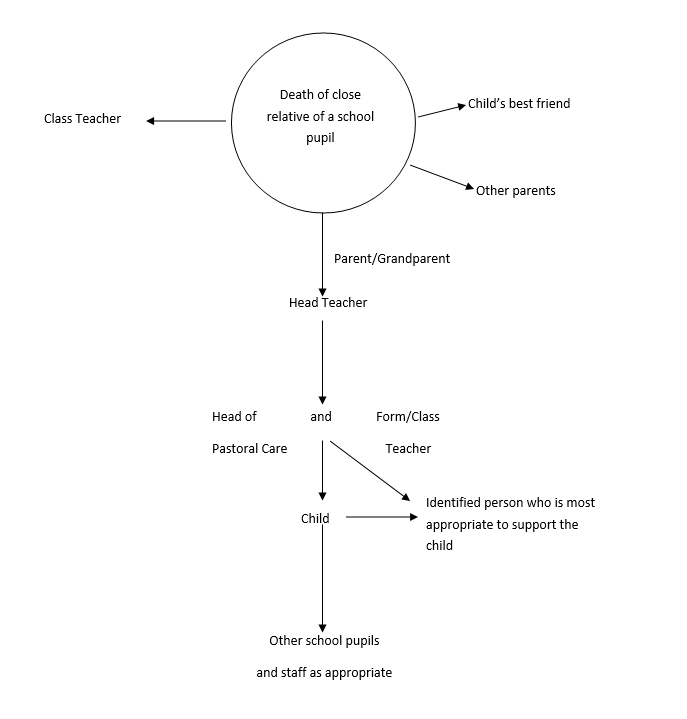 Death of close
relative of a school
pupil
Class Teacher
Child’s best friend
Other parents
Parent/Grandparent
Head Teacher
Head of and Form/Class
Pastoral Care Teacher
Identified person who is most
appropriate to support the
child
Child
Other school pupils
and staff as appropriate